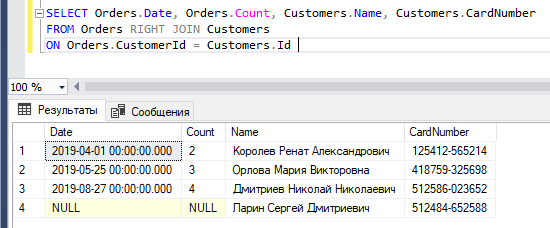 SELECT Orders.Date, Orders.Count, Customers.Name, Customers.CardNumber
FROM Orders RIGHT JOIN Customers
ON Orders.CustomerId = Customers.Id
100 %
Результаты Сообщения
Date Count Name CardNumber
1 2019-04-01 00:00:00.000 2 Королев Ренат Александрович 125412-565214
2 2019-05-25 00:00:00.000 3 Орлова Мария Викторовна 418759-325698
3 2019-08-27 00:00:00.000 4 Дмитриев Николай Николаевич 512586-023652
4 NULL NULL Ларин Сергей Дмитриевич 512484-652588